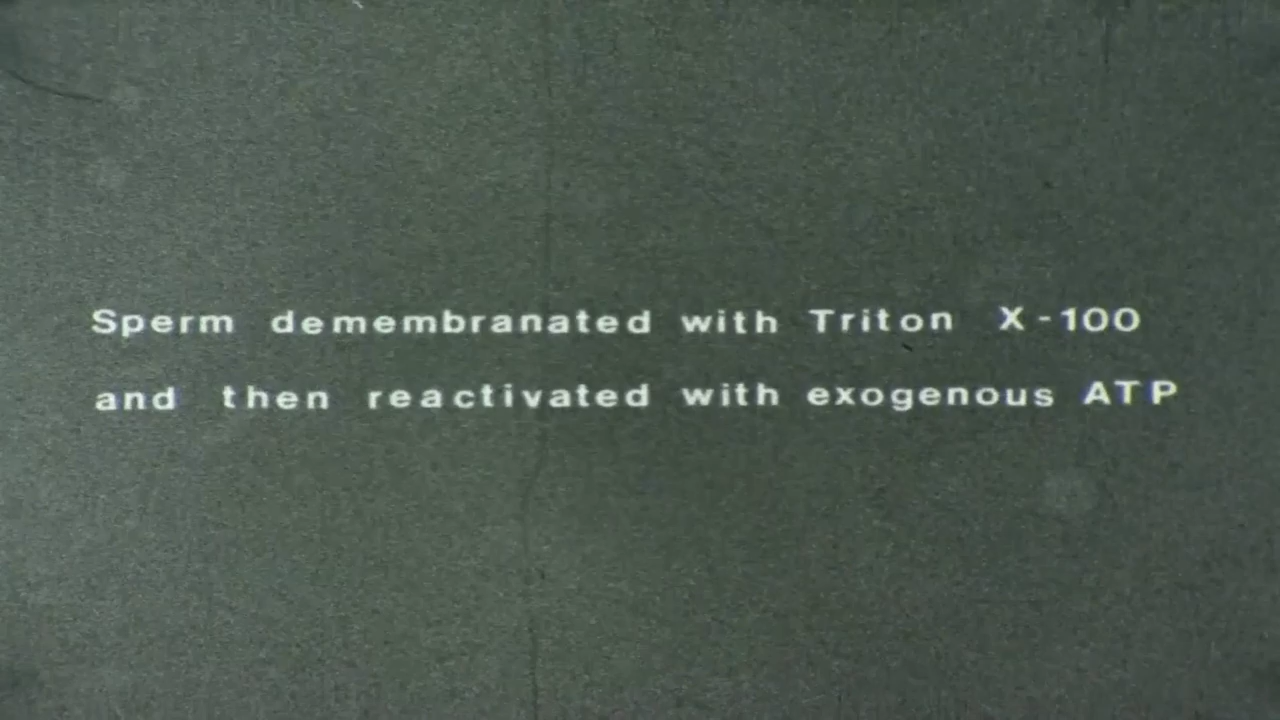 Sperm demembranated with Triton X-100
and then reactivated with exogenous ATP